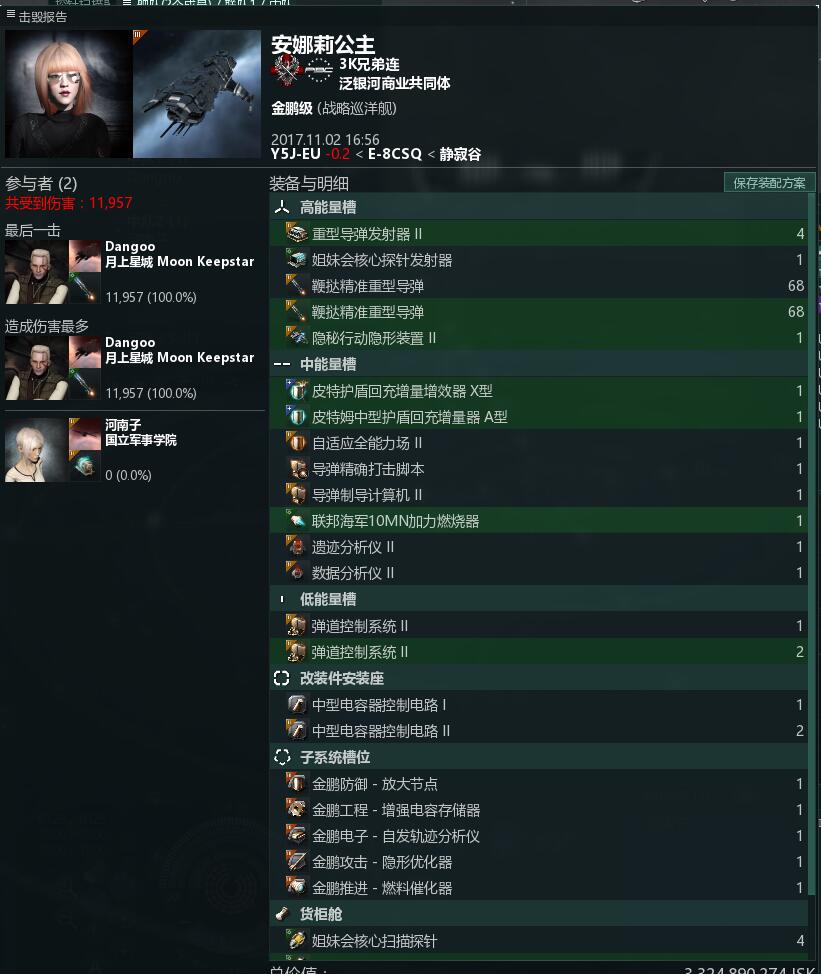 击毁报告
安娜莉公主
3K兄弟连
泛银河商业共同体
金鹏级 (战略巡洋舰)
2017.11.02 16:56
Y5J-EU -0.2 < E-8CSQ < 静寂谷
参与者 (2)
共受到伤害：11,957
最后一击
Dangoo
月上星城 Moon Keepstar
11,957 (100.0%)
造成伤害最多
Dangoo
月上星城 Moon Keepstar
11,957 (100.0%)
河南子
国立军事学院
0 (0.0%)
装备与明细
保存装配方案
高能量槽
重型导弹发射器 II 4
姐妹会核心探针发射器 1
鞭挞精准重型导弹 68
鞭挞精准重型导弹 68
隐秘行动隐形装置 II 1
中能量槽
皮特护盾回充增量增效器 X型 1
皮特姆中型护盾回充增量器 A型 1
自适应全能力场 II 1
导弹精确打击脚本 1
导弹制导计算机 II 1
联邦海军10MN加力燃烧器 1
遗迹分析仪 II 1
数据分析仪 II 1
低能量槽
弹道控制系统 II 1
弹道控制系统 II 2
改装件安装座
中型电容器控制电路 I 1
中型电容器控制电路 II 2
子系统槽位
金鹏防御 - 放大节点 1
金鹏工程 - 增强电容存储器 1
金鹏电子 - 自发轨迹分析仪 1
金鹏攻击 - 隐形优化器 1
金鹏推进 - 燃料催化器 1
货柜舱
姐妹会核心扫描探针 4
总价值： 3,324,890,274 ISK